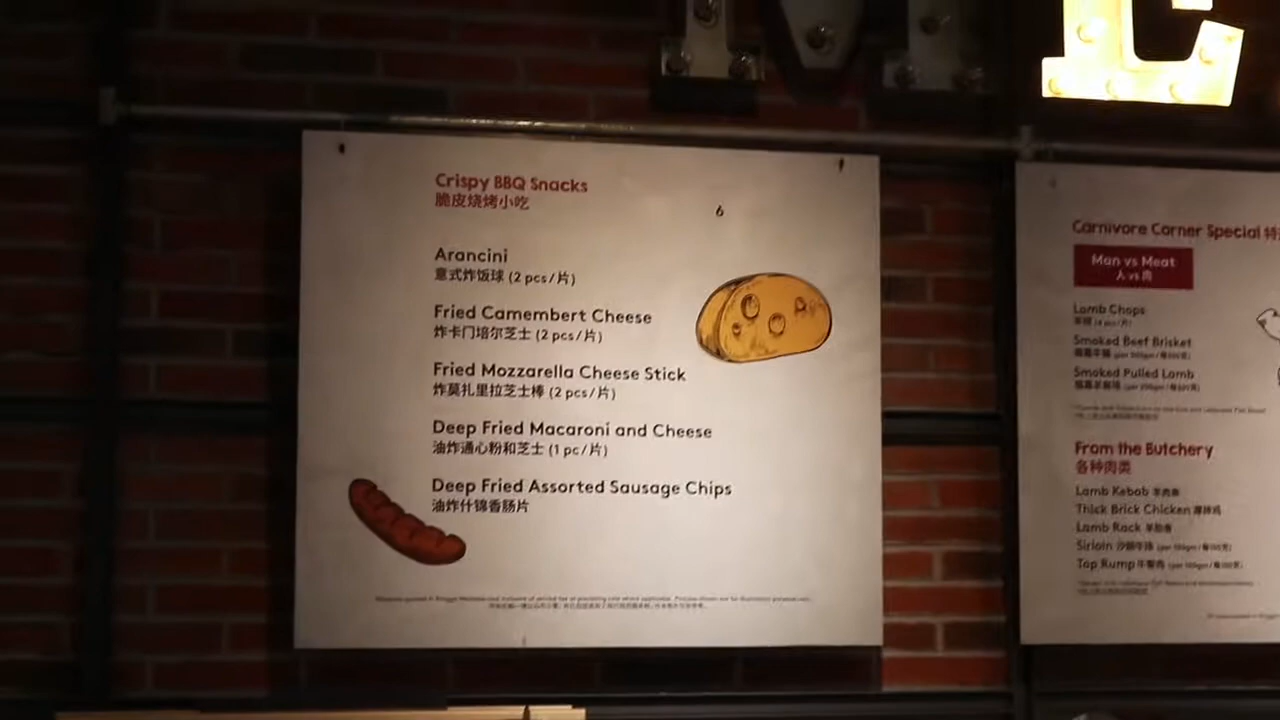 E
Crispy BBQ Snacks
脆皮烧烤小吃
6
Arancini
意式炸饭球 (2 pcs/片)
Fried Camembert Cheese
炸卡门培尔芝士 (2 pcs/片)
Fried Mozzarella Cheese Stick
炸莫扎里拉芝士棒 (2 pcs/片)
Deep Fried Macaroni and Cheese
油炸通心粉和芝士 (1 pc/片)
Deep Fried Assorted Sausage Chips
油炸什锦香肠片
Carnivore Corner Special
Man vs Meat
人 vs 肉
Lamb Chops
Smoked Beef Brisket
Smoked Pulled Lamb
From the Butchery
各种肉类
Lamb Kebab
Thick Brick Chicken
Lamb Rack
Sirloin
Top Rump